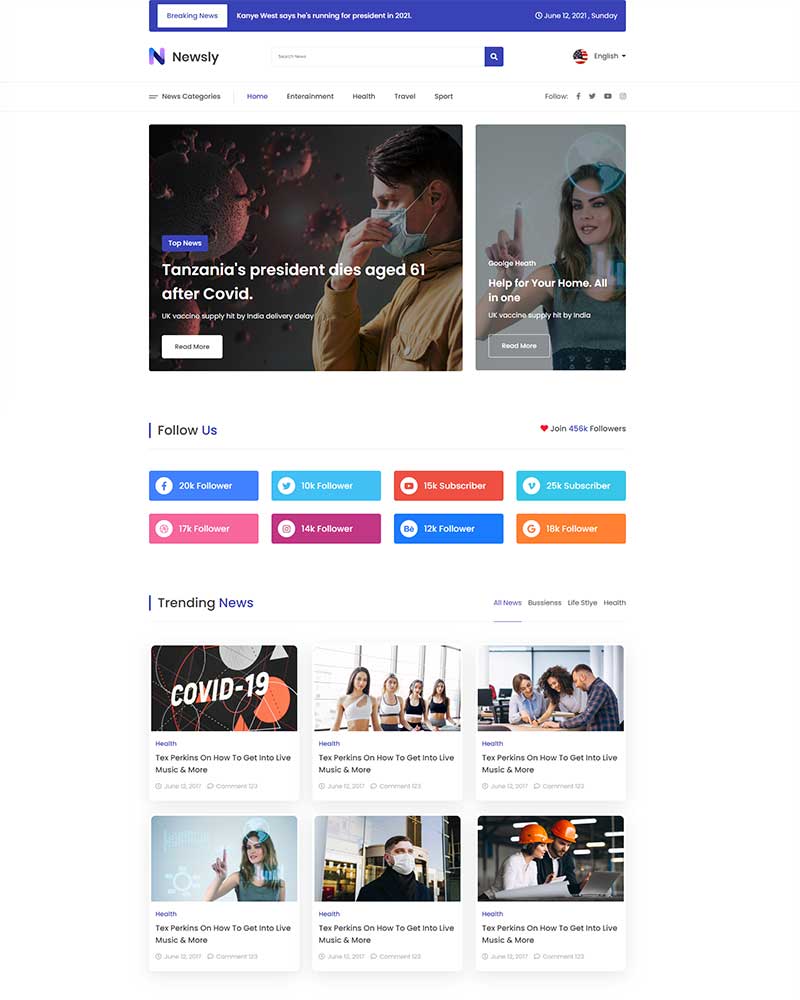 Breaking News
Kanye West says he's running for president in 2021.
June 12, 2021 , Sunday
Newsly
Search News
English
News Categories
Home
Enterainment
Health
Travel
Sport
Follow:
Top News
Tanzania's president dies aged 61
after Covid.
UK vaccine supply hit by India delivery delay
Read More
Goolge Heath
Help for Your Home. All
in one
UK vaccine supply hit by India
Read More
Follow Us
Join 456k Followers
20k Follower
10k Follower
15k Subscriber
25k Subscriber
17k Follower
14k Follower
Bē 12k Follower
G 18k Follower
Trending News
All News
Bussienss
Life Stlye
Health
COVID-19
Health
Tex Perkins On How To Get Into Live
Music & More
June 12, 2017
Comment 123
Health
Tex Perkins On How To Get Into Live
Music & More
June 12, 2017
Comment 123
Health
Tex Perkins On How To Get Into Live
Music & More
June 12, 2017
Comment 123
Health
Tex Perkins On How To Get Into Live
Music & More
June 12, 2017
Comment 123
Health
Tex Perkins On How To Get Into Live
Music & More
June 12, 2017
Comment 123
Health
Tex Perkins On How To Get Into Live
Music & More
June 12, 2017
Comment 123